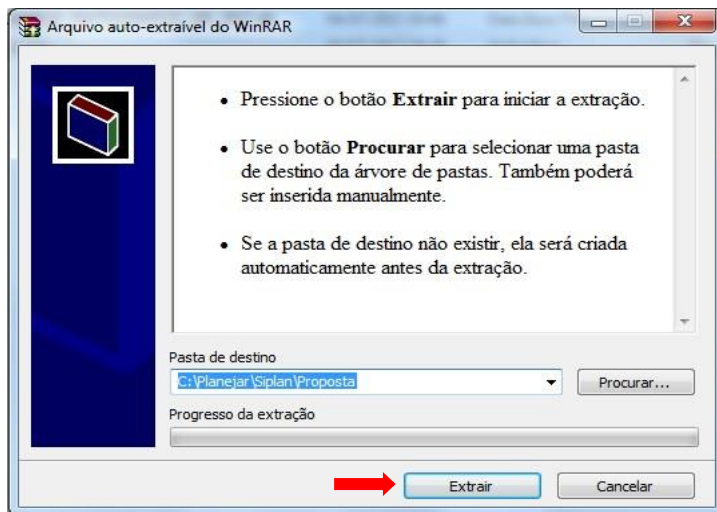 Arquivo auto-extraível do WinRAR
• Pressione o botão Extrair para iniciar a extração.
• Use o botão Procurar para selecionar uma pasta
de destino da árvore de pastas. Também poderá
ser inserida manualmente.
• Se a pasta de destino não existir, ela será criada
automaticamente antes da extração.
Pasta de destino
C:\Planejar\Siplan\Proposta
Procurar...
Progresso da extração
Extrair
Cancelar